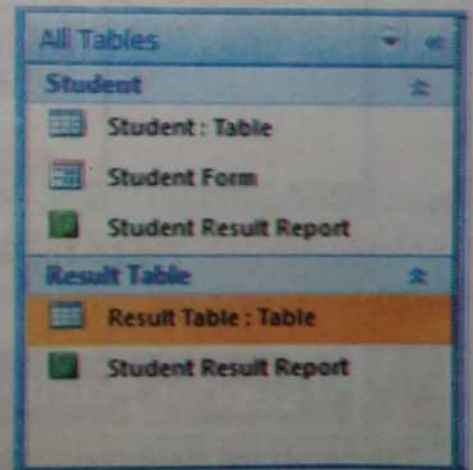 All Tables
Student
Student : Table
Student Form
Student Result Report
Result Table
Result Table : Table
Student Result Report